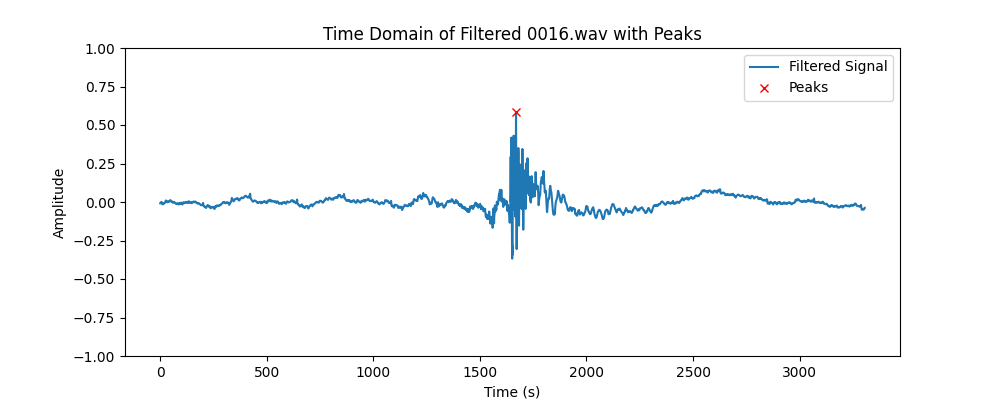 Time Domain of Filtered 0016.wav with Peaks
1.00
0.75
0.50
0.25
0.00
−0.25
−0.50
−0.75
−1.00
Amplitude
Filtered Signal
Peaks
0 500 1000 1500 2000 2500 3000
Time (s)